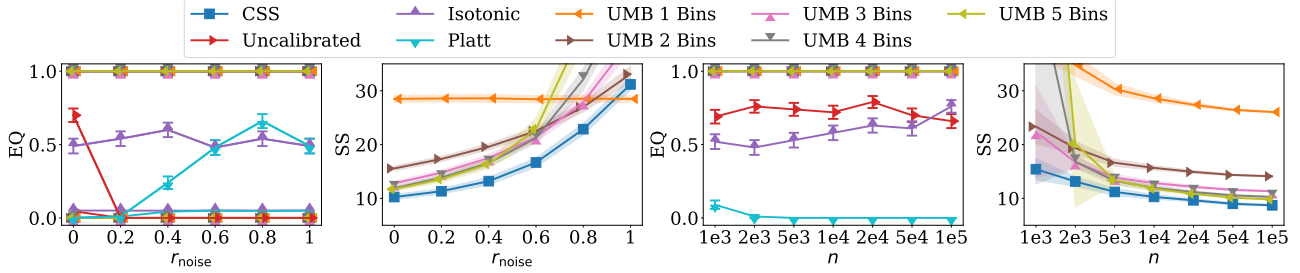 CSS Isotonic UMB 1 Bins UMB 3 Bins UMB 5 Bins
Uncalibrated Platt UMB 2 Bins UMB 4 Bins
EQ
1.0
0.5
0.0
0 0.2 0.4 0.6 0.8 1
r_noise
SS
30
20
10
0 0.2 0.4 0.6 0.8 1
r_noise
EQ
1.0
0.5
0.0
1e3 2e3 5e3 1e4 2e4 5e4 1e5
n
SS
30
20
10
1e3 2e3 5e3 1e4 2e4 5e4 1e5
n